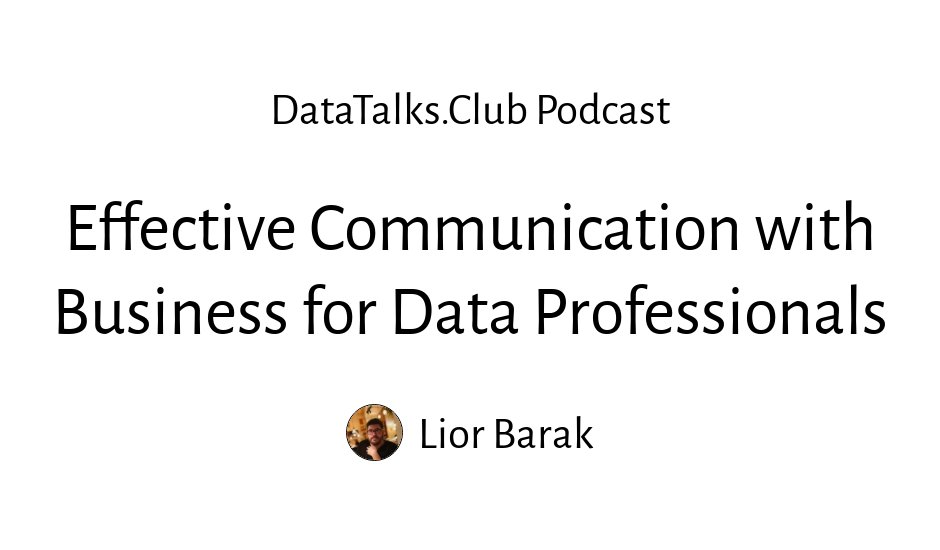 DataTalks.Club Podcast
Effective Communication with
Business for Data Professionals
Lior Barak